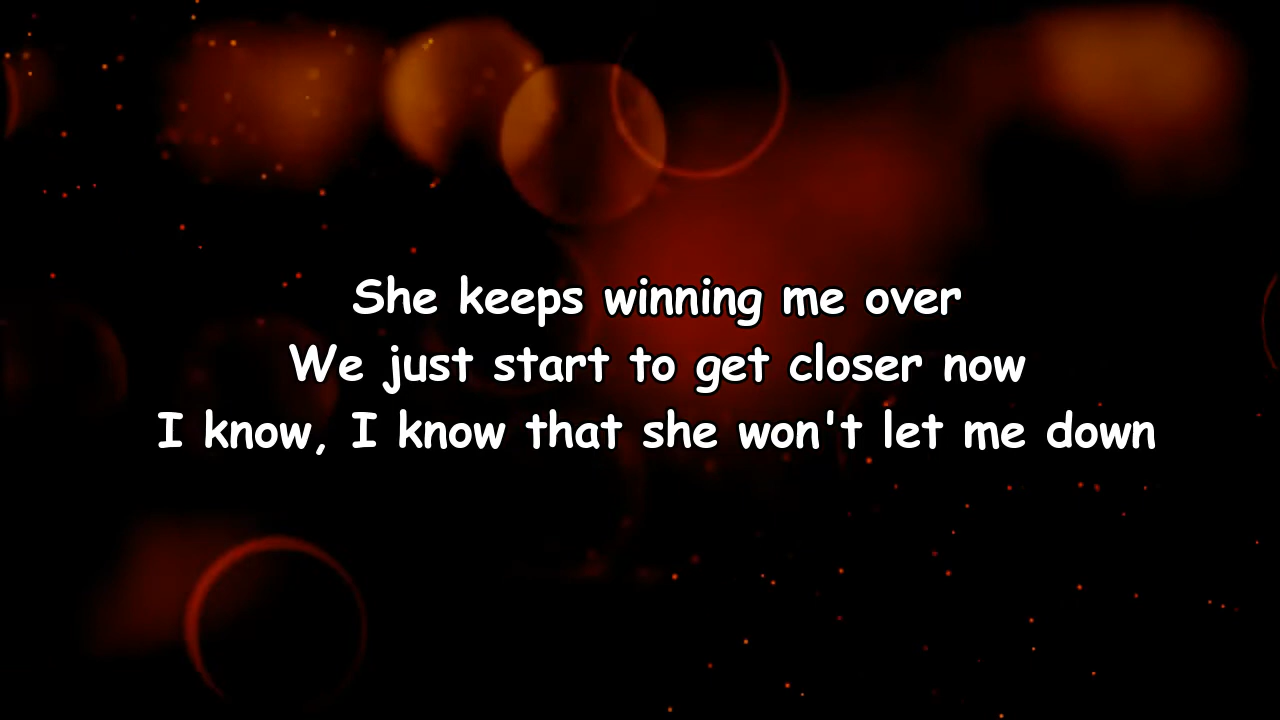 She keeps winning me over
We just start to get closer now
I know, I know that she won't let me down